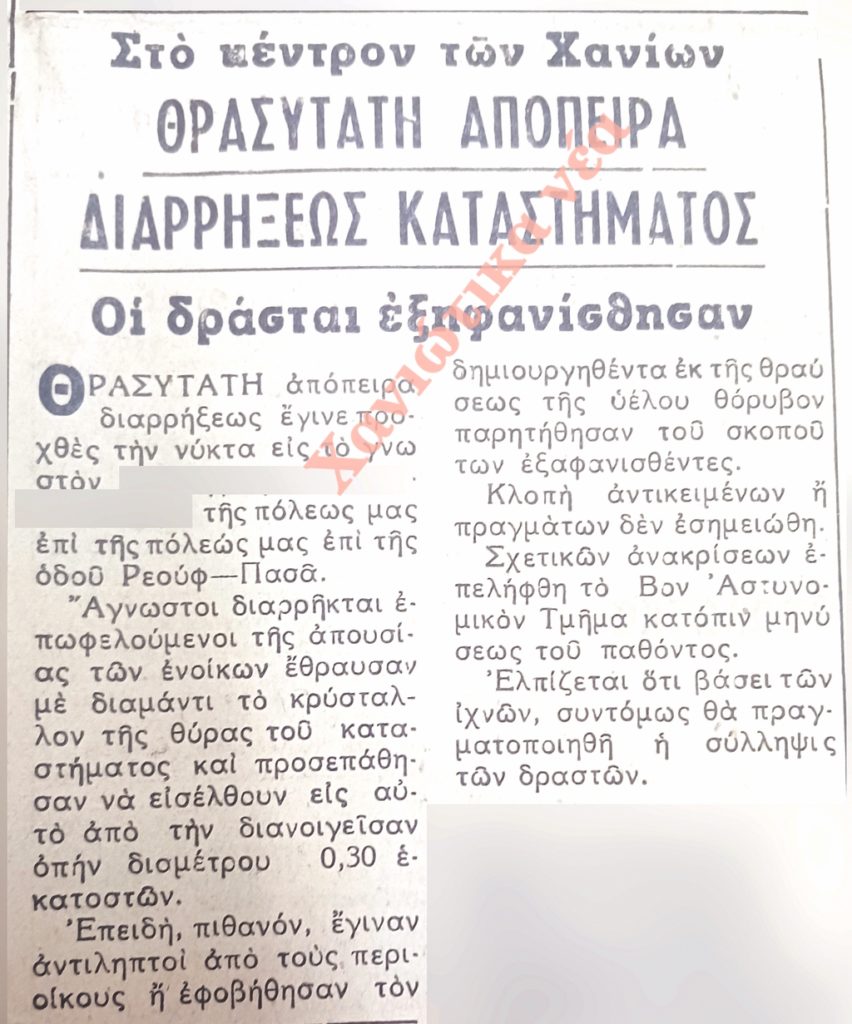 Στὸ κέντρον τῶν Χανίων
ΘΡΑΣΥΤΑΤΗ ΑΠΟΠΕΙΡΑ
ΔΙΑΡΡΗΞΕΩΣ ΚΑΤΑΣΤΗΜΑΤΟΣ
Οἱ δράσται ἐξηφανίσθησαν
ΘΡΑΣΥΤΑΤΗ ἀπόπειρα
διαρρήξεως ἔγινε προ-
χθὲς τὴν νύκτα εἰς τὸ γνω
στὸν
τῆς πόλεως μας
ἐπὶ τῆς πόλεώς μας ἐπὶ τῆς
ὁδοῦ Ρεοὺφ—Πασᾶ.
Ἄγνωστοι διαρρῆκται ἐ-
πωφελούμενοι τῆς ἀπουσί-
ας τῶν ἐνοίκων ἔθραυσαν
μὲ διαμάντι τὸ κρύσταλ-
λον τῆς θύρας τοῦ κατα-
στήματος καὶ προσεπάθη-
σαν νὰ εἰσέλθουν εἰς αὐ-
τὸ ἀπὸ τὴν διανοιγεῖσαν
ὀπήν δισμέτρου 0,30 ἑ-
κατοστῶν.
Ἐπειδὴ, πιθανόν, ἔγιναν
ἀντιληπτοὶ ἀπὸ τοὺς περι-
οίκους ἤ ἐφοβήθησαν τὸν
δημιουργηθέντα ἐκ τῆς θραύ
σεως τῆς ὑέλου θόρυβον
παρητήθησαν τοῦ σκοποῦ
των ἐξαφανισθέντες.
Κλοπὴ ἀντικειμένων ἤ
πραγμάτων δὲν ἐσημειώθη.
Σχετικῶν ἀνακρίσεων ἐ-
πελήφθη τὸ Βον Ἀστυνο-
μικὸν Τμῆμα κατόπιν μηνύ
σεως τοῦ παθόντος.
Ἐλπίζεται ὅτι βάσει τῶν
ἰχνῶν, συντόμως θὰ πραγ-
ματοποιηθῆ ἡ σύλληψις
τῶν δραστῶν.
Χανιώτικα νέα